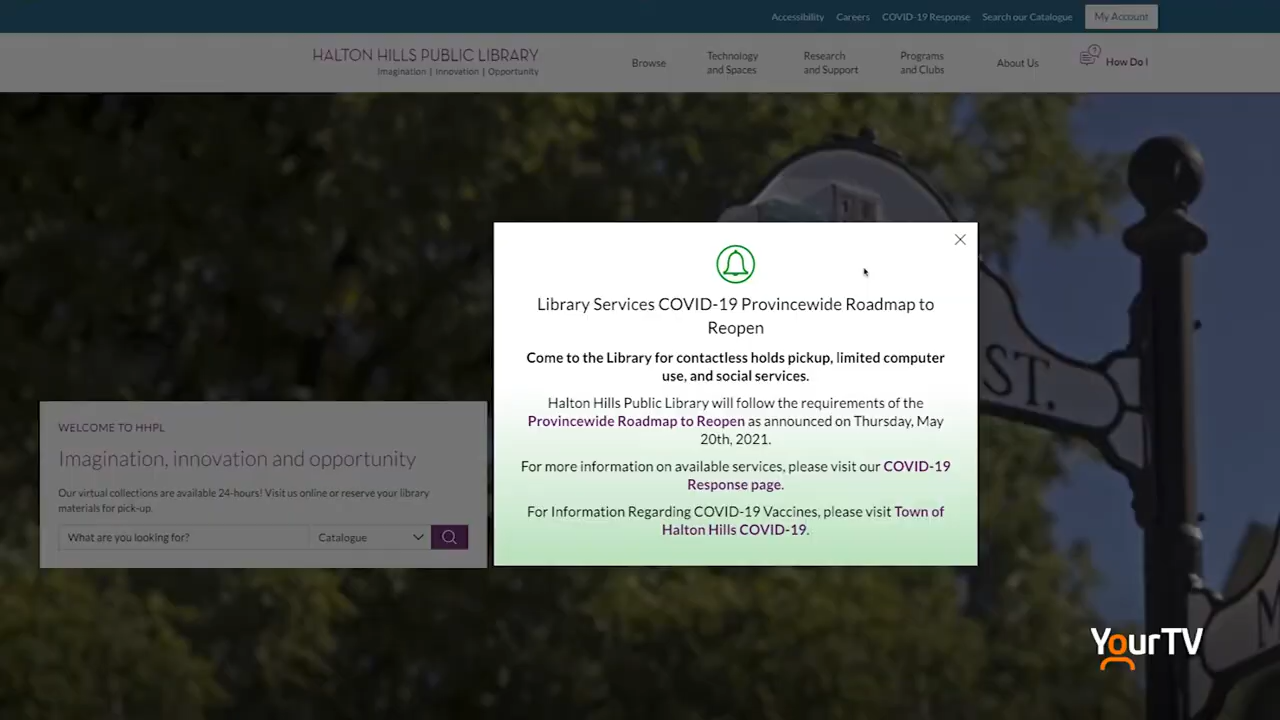 Accessibility Careers COVID-19 Response Search our Catalogue My Account
HALTON HILLS PUBLIC LIBRARY
Imagination | Innovation | Opportunity
Browse
Technology
and Spaces
Research
and Support
Programs
and Clubs
About Us
?
How Do I
ST.
Library Services COVID-19 Provincewide Roadmap to
Reopen
Come to the Library for contactless holds pickup, limited computer
use, and social services.
Halton Hills Public Library will follow the requirements of the
Provincewide Roadmap to Reopen as announced on Thursday, May
20th, 2021.
For more information on available services, please visit our COVID-19
Response page.
For Information Regarding COVID-19 Vaccines, please visit Town of
Halton Hills COVID-19.
WELCOME TO HHPL
Imagination, innovation and opportunity
Our virtual collections are available 24-hours! Visit us online or reserve your library
materials for pick-up.
What are you looking for? Catalogue
YourTV